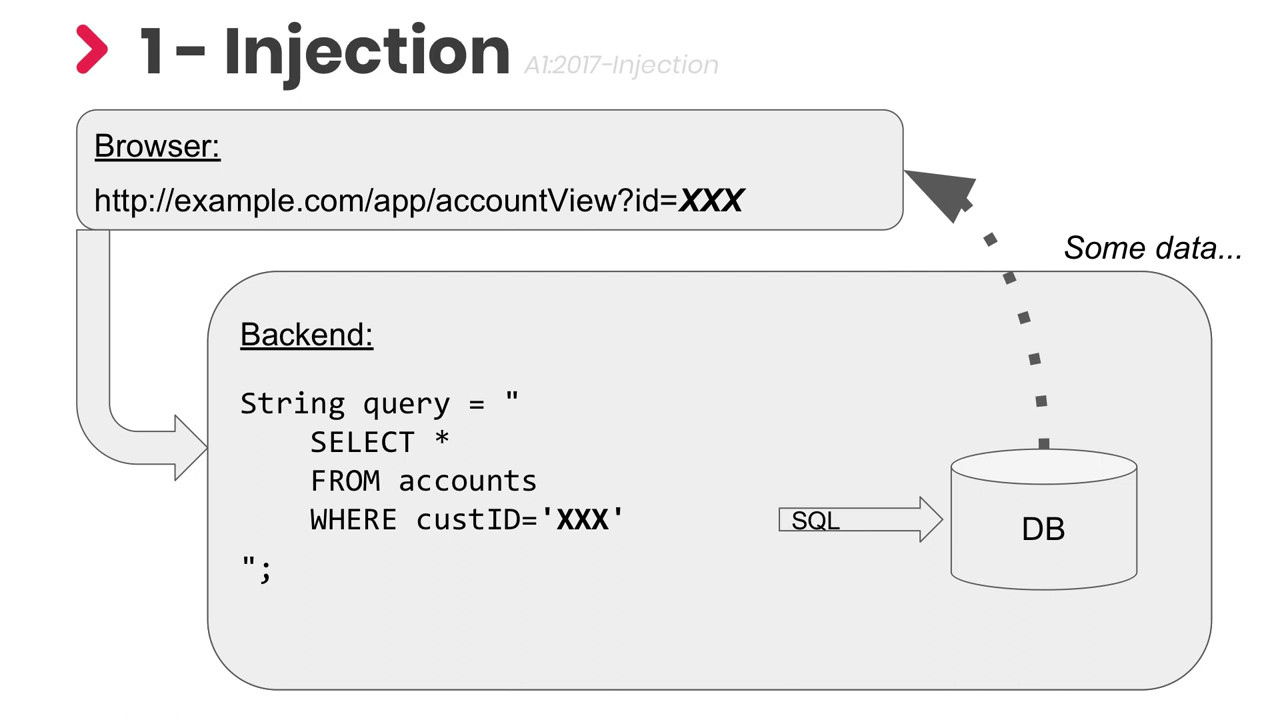 1 - Injection A1:2017-Injection
Browser:
http://example.com/app/accountView?id=XXX
Some data...
Backend:
String query = "
SELECT *
FROM accounts
WHERE custID='XXX'
";
SQL
DB